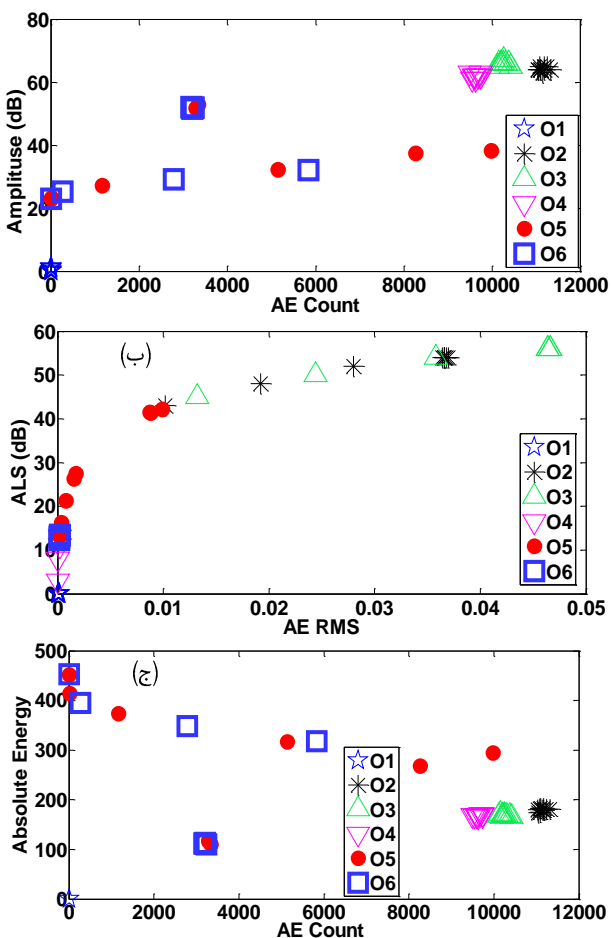 80
60
40
20
0
Amplituse (dB)
0 2000 4000 6000 8000 10000 12000
AE Count
O1
O2
O3
O4
O5
O6
(ب)
60
50
40
30
20
10
0
ALS (dB)
0 0.01 0.02 0.03 0.04 0.05
AE RMS
O1
O2
O3
O4
O5
O6
(ج)
500
400
300
200
100
0
Absolute Energy
0 2000 4000 6000 8000 10000 12000
AE Count
O1
O2
O3
O4
O5
O6